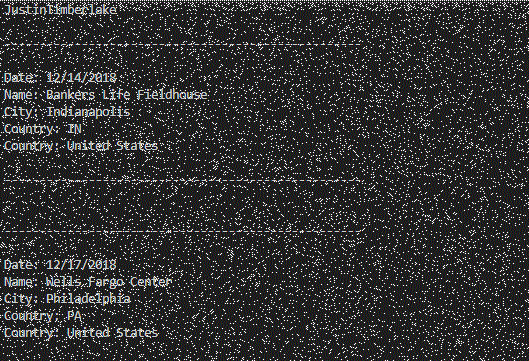 JustinTimberlake
Date: 12/14/2018
Name: Bankers Life Fieldhouse
City: Indianapolis
Country: IN
Country: United States
Date: 12/17/2018
Name: Wells Fargo Center
City: Philadelphia
Country: PA
Country: United States